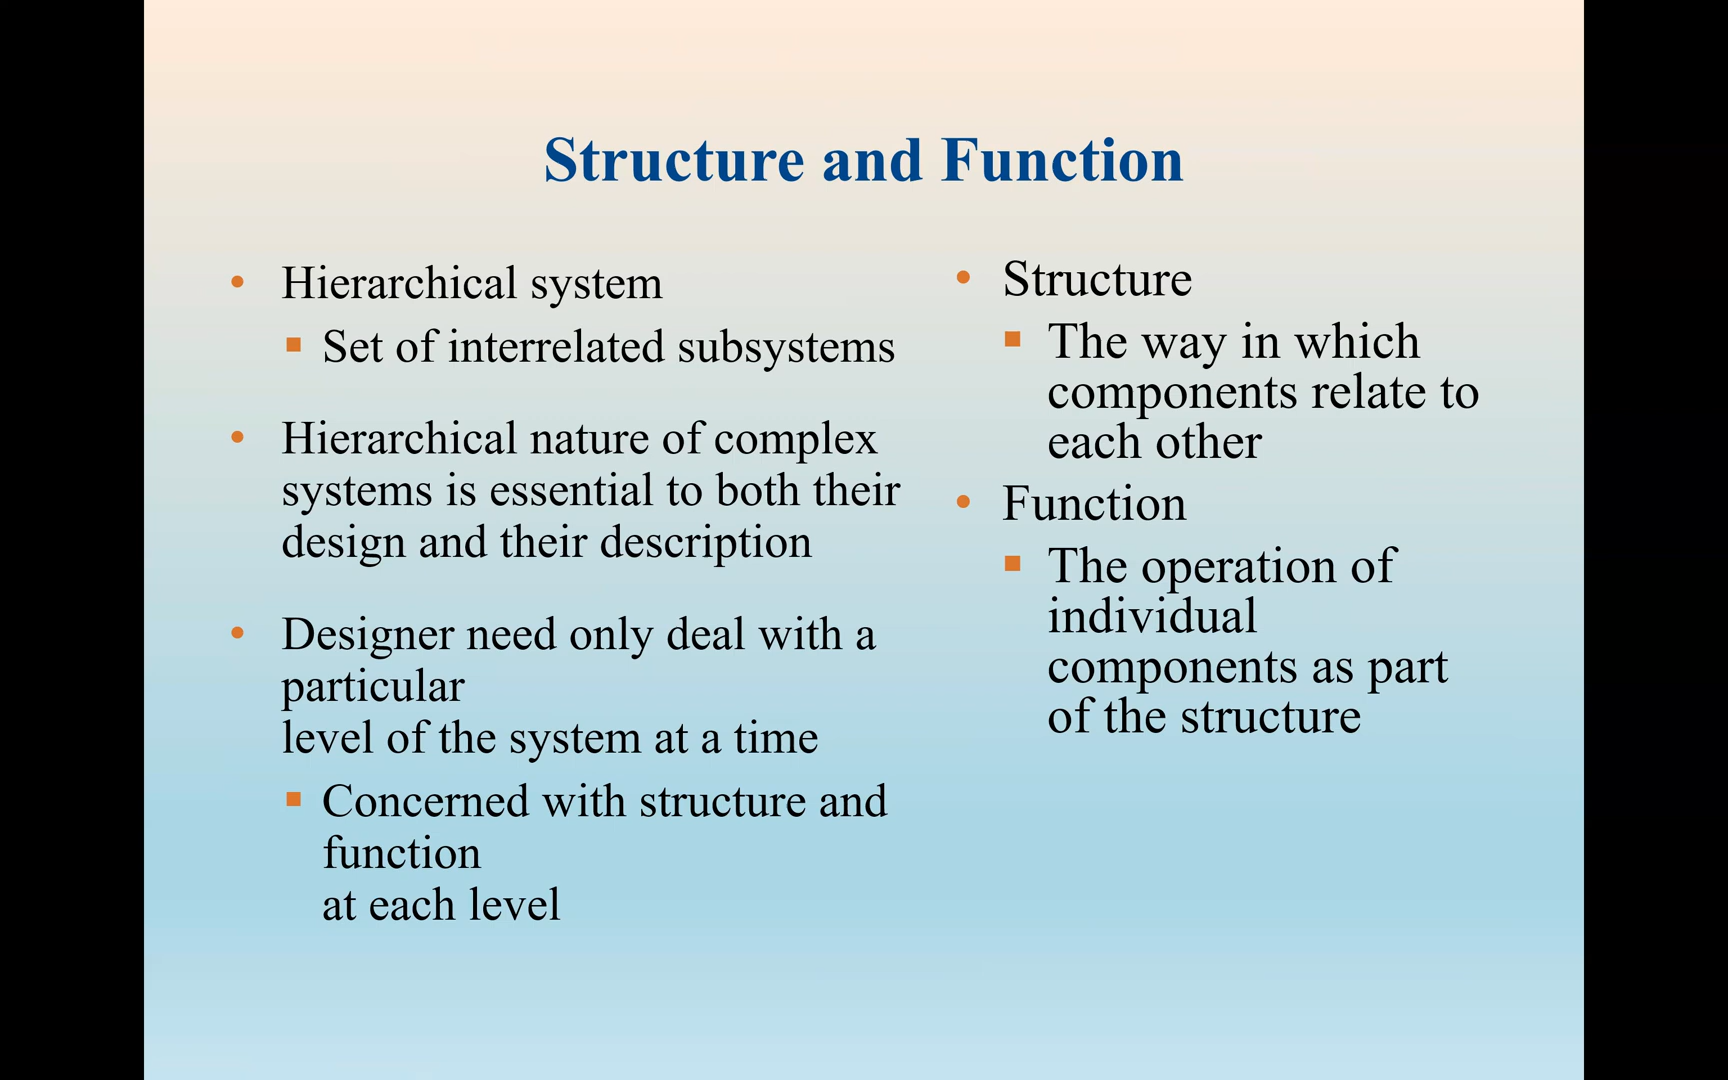 Structure and Function
• Hierarchical system
▪ Set of interrelated subsystems
• Hierarchical nature of complex
systems is essential to both their
design and their description
• Designer need only deal with a
particular
level of the system at a time
▪ Concerned with structure and
function
at each level
• Structure
▪ The way in which
components relate to
each other
• Function
▪ The operation of
individual
components as part
of the structure